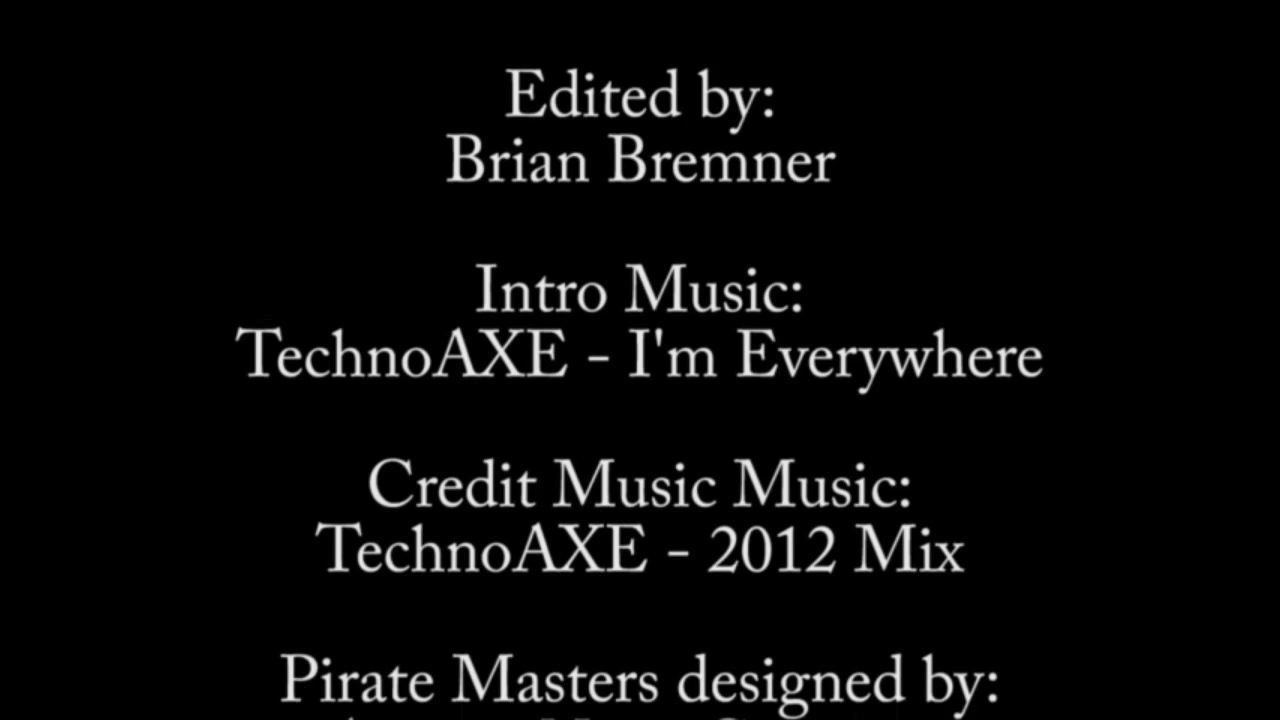 Edited by:
Brian Bremner
Intro Music:
TechnoAXE - I'm Everywhere
Credit Music Music:
TechnoAXE - 2012 Mix
Pirate Masters designed by: